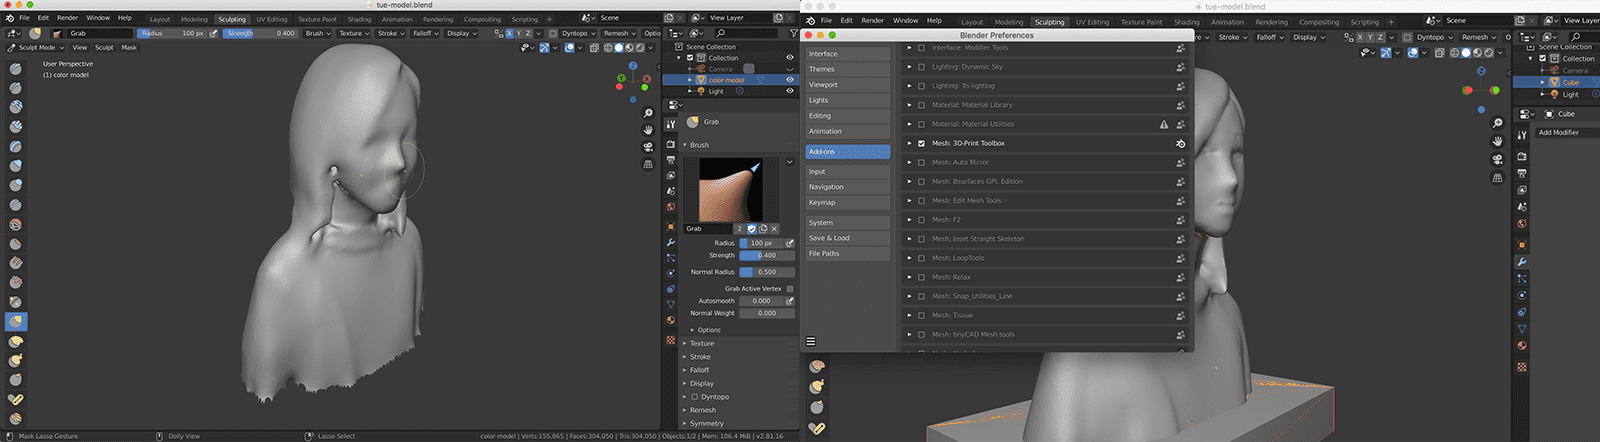 tue-model.blend
File Edit Render Window Help Layout Modeling Sculpting UV Editing Texture Paint Shading Animation Rendering Compositing Scripting + Scene View Layer
Grab Radius 100 px Strength 0.400 Brush Texture Stroke Falloff Display Dyntopo Remesh Optio
X Y Z
Sculpt Mode View Sculpt Mask
User Perspective
(1) color model
Z
Y
X
Scene Collection
Collection
Camera
color model
Light
Grab
Brush
Grab 2
Radius 100 px
Strength 0.400
Normal Radius 0.500
Grab Active Vertex
Autosmooth 0.000
Normal Weight 0.000
Options
Texture
Stroke
Falloff
Display
Dyntopo
Remesh
Symmetry
Mask Lasso Gesture Dolly View Lasso Select color model | Verts:155,865 | Faces:304,050 | Tris:304,050 | Objects:1/2 | Mem: 106.4 MiB | v2.81.16
tue-model.blend
File Edit Render Window Help Layout Modeling Sculpting UV Editing Texture Paint Shading Animation Rendering Compositing Scripting + Scene
Blender Preferences
Stroke Falloff Display X Y Z Dyntopo Remesh Options
Interface
Themes
Viewport
Lights
Editing
Animation
Add-ons
Input
Navigation
Keymap
System
Save & Load
File Paths
Interface: Modifier Tools
Lighting: Dynamic Sky
Lighting: Tri-lighting
Material: Material Library
Material: Material Utilities
Mesh: 3D-Print Toolbox
Mesh: Auto Mirror
Mesh: Bsurfaces GPL Edition
Mesh: Edit Mesh Tools
Mesh: F2
Mesh: Inset Straight Skeleton
Mesh: LoopTools
Mesh: Relax
Mesh: Snap_Utilities_Line
Mesh: Tissue
Mesh: tinyCAD Mesh tools
Scene Collection
Collection
Camera
Cube
Light
Cube
Add Modifier